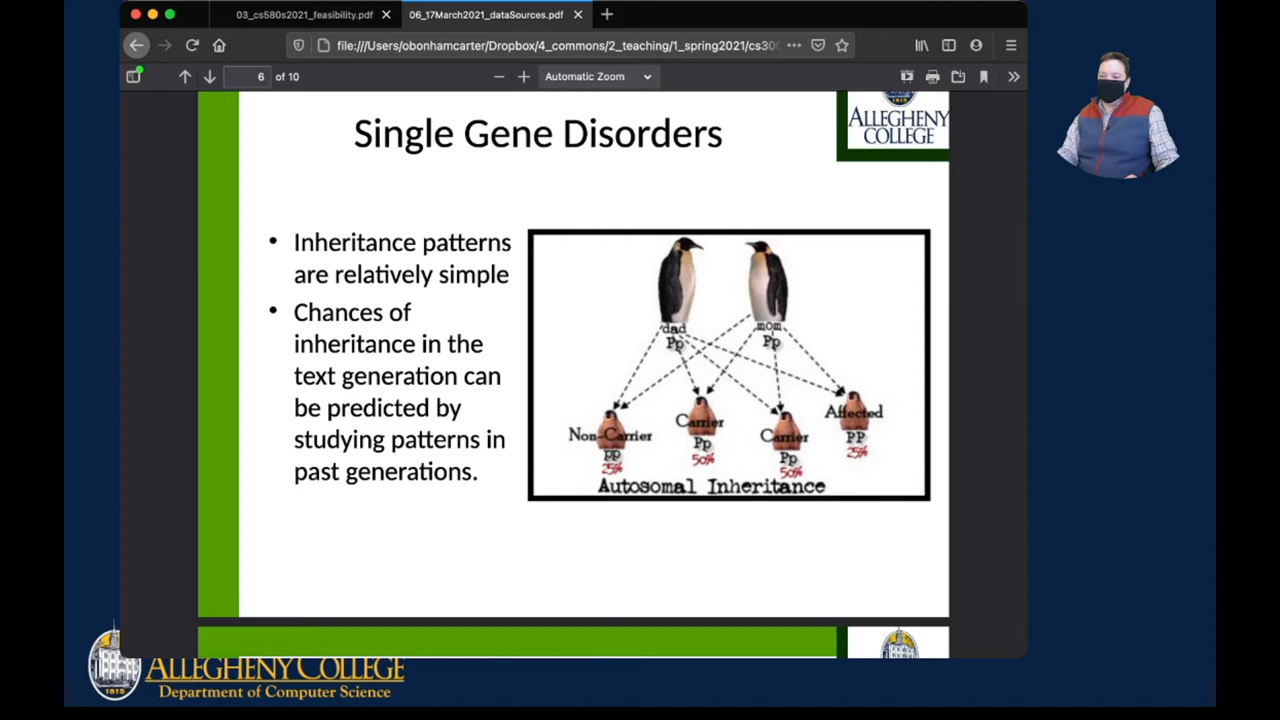 03_cs580s2021_feasibility.pdf
06_17March2021_dataSources.pdf
file:///Users/obonhamcarter/Dropbox/4_commons/2_teaching/1_spring2021/cs300
6 of 10
Automatic Zoom
Single Gene Disorders
1815
ALLEGHENY
COLLEGE
• Inheritance patterns
are relatively simple
• Chances of
inheritance in the
text generation can
be predicted by
studying patterns in
past generations.
dad
Pp
mom
Pp
Non-Carrier
pp
25%
Carrier
Pp
50%
Carrier
Pp
50%
Affected
PP
25%
Autosomal Inheritance
1815
ALLEGHENY COLLEGE
Department of Computer Science